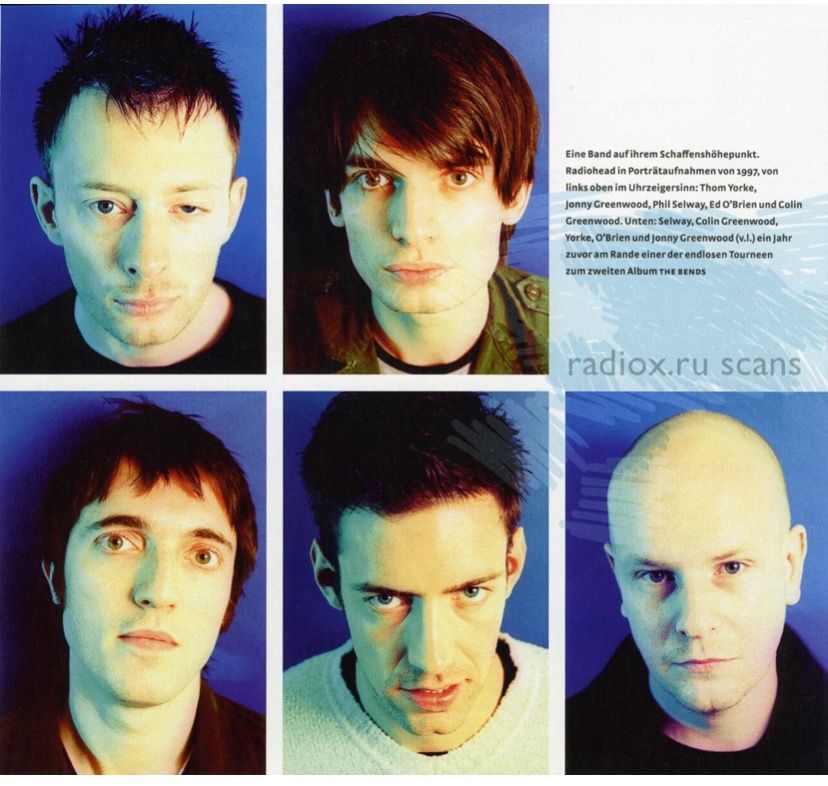 Eine Band auf ihrem Schaffenshöhepunkt.
Radiohead in Porträtaufnahmen von 1997, von
links oben im Uhrzeigersinn: Thom Yorke,
Jonny Greenwood, Phil Selway, Ed O'Brien und Colin
Greenwood. Unten: Selway, Colin Greenwood,
Yorke, O'Brien und Jonny Greenwood (v.l.) ein Jahr
zuvor am Rande einer der endlosen Tourneen
zum zweiten Album THE BENDS
radiox.ru scans